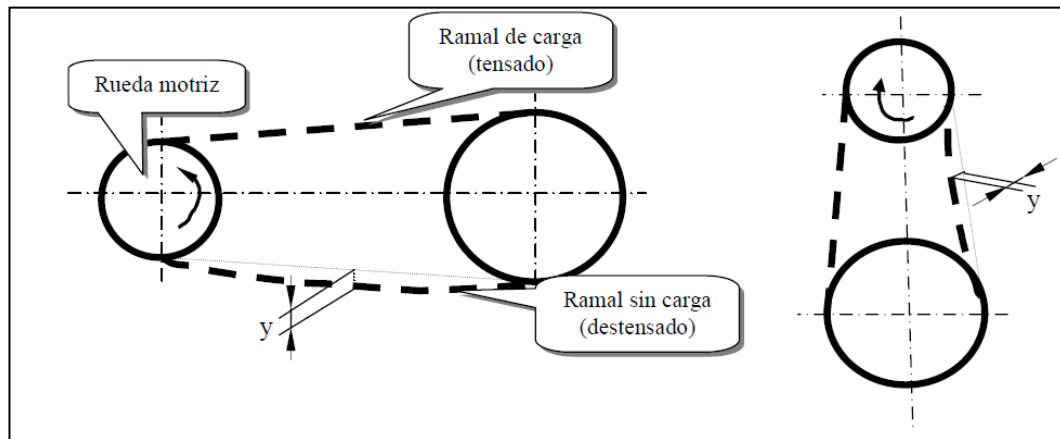 Ramal de carga
(tensado)
Rueda motriz
y
Ramal sin carga
(destensado)
y